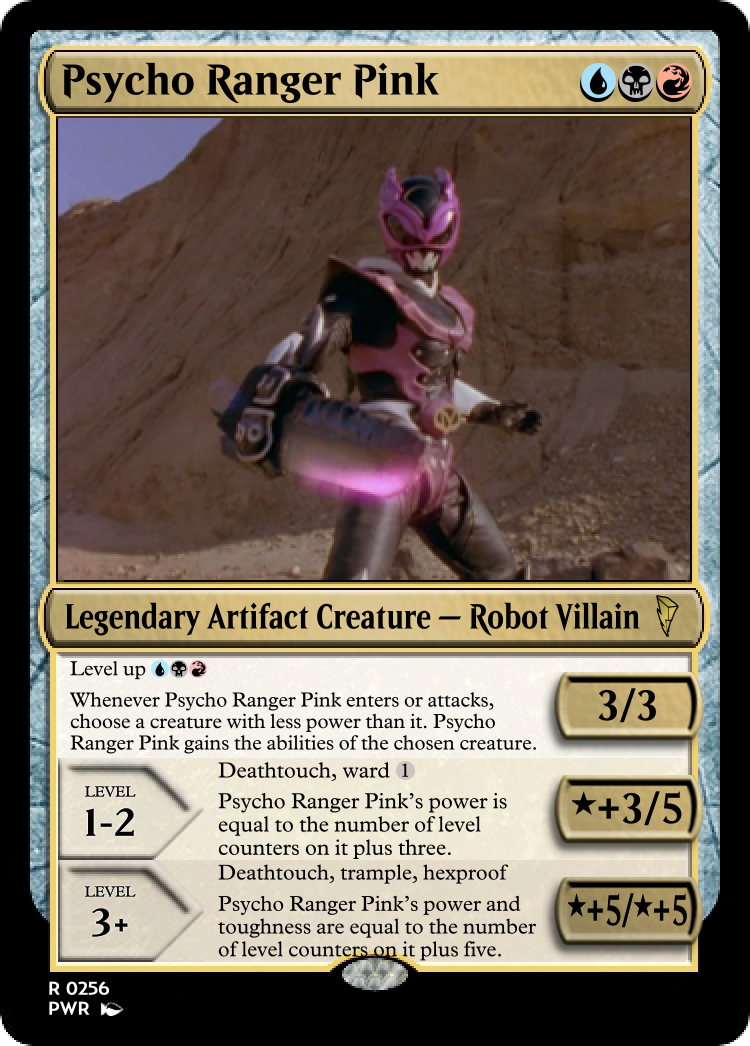 Psycho Ranger Pink
Legendary Artifact Creature — Robot Villain
Level up
Whenever Psycho Ranger Pink enters or attacks,
choose a creature with less power than it. Psycho
Ranger Pink gains the abilities of the chosen creature.
3/3
LEVEL
1-2
Deathtouch, ward 1
Psycho Ranger Pink's power is
equal to the number of level
counters on it plus three.
★+3/5
LEVEL
3+
Deathtouch, trample, hexproof
Psycho Ranger Pink's power and
toughness are equal to the number
of level counters on it plus five.
★+5/★+5
R 0256
PWR